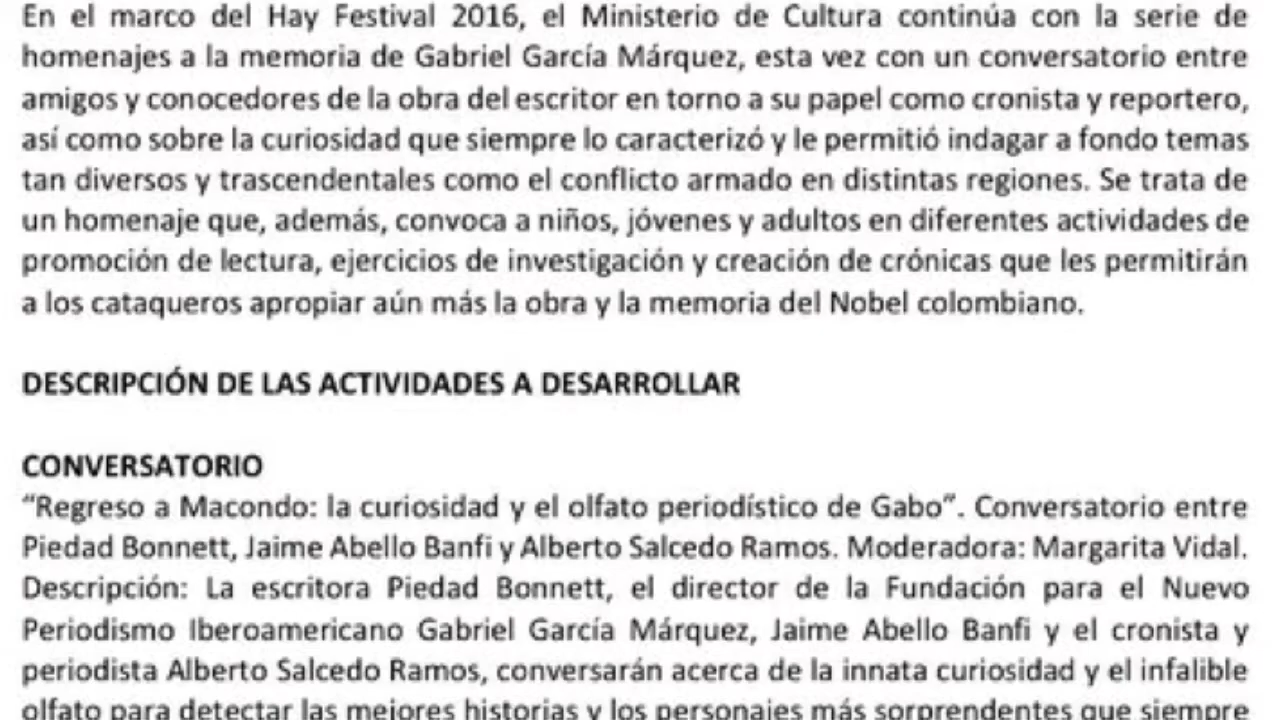 En el marco del Hay Festival 2016, el Ministerio de Cultura continúa con la serie de
homenajes a la memoria de Gabriel García Márquez, esta vez con un conversatorio entre
amigos y conocedores de la obra del escritor en torno a su papel como cronista y reportero,
así como sobre la curiosidad que siempre lo caracterizó y le permitió indagar a fondo temas
tan diversos y trascendentales como el conflicto armado en distintas regiones. Se trata de
un homenaje que, además, convoca a niños, jóvenes y adultos en diferentes actividades de
promoción de lectura, ejercicios de investigación y creación de crónicas que les permitirán
a los cataqueros apropiar aún más la obra y la memoria del Nobel colombiano.
DESCRIPCIÓN DE LAS ACTIVIDADES A DESARROLLAR
CONVERSATORIO
“Regreso a Macondo: la curiosidad y el olfato periodístico de Gabo”. Conversatorio entre
Piedad Bonnett, Jaime Abello Banfi y Alberto Salcedo Ramos. Moderadora: Margarita Vidal.
Descripción: La escritora Piedad Bonnett, el director de la Fundación para el Nuevo
Periodismo Iberoamericano Gabriel García Márquez, Jaime Abello Banfi y el cronista y
periodista Alberto Salcedo Ramos, conversarán acerca de la innata curiosidad y el infalible
olfato para detectar las mejores historias y los personajes más sorprendentes que siempre